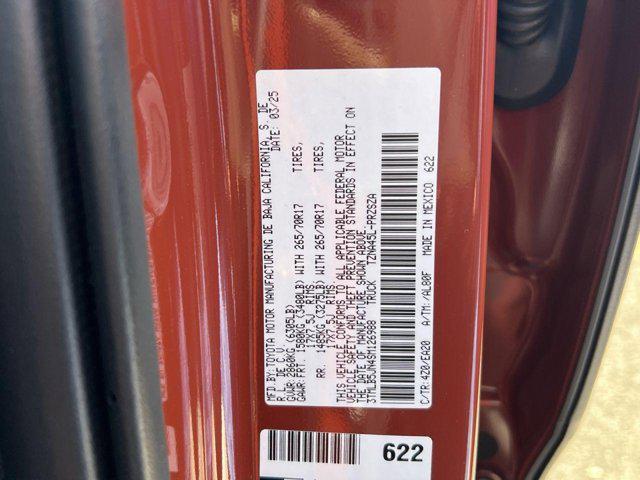 MFD.BY: TOYOTA MOTOR MANUFACTURING DE BAJA CALIFORNIA, S. DE
R. L. DE C.V. DATE: 03/25
GVWR: 2860KG (6305LB)
GAWR: FRT. 1580KG (3480LB) WITH 265/70R17 TIRES,
17X7.5J RIMS,
RR. 1485KG (3275LB) WITH 265/70R17 TIRES,
17X7.5J RIMS
THIS VEHICLE CONFORMS TO ALL APPLICABLE FEDERAL MOTOR
VEHICLE SAFETY AND THEFT PREVENTION STANDARDS IN EFFECT ON
THE DATE OF MANUFACTURE SHOWN ABOVE.
3TMLB5JN4SM126988 TRUCK TZNA45L-PRZSZA
C/TR: 4Z0/EA20 A/TM: /AL80F MADE IN MEXICO 622
622